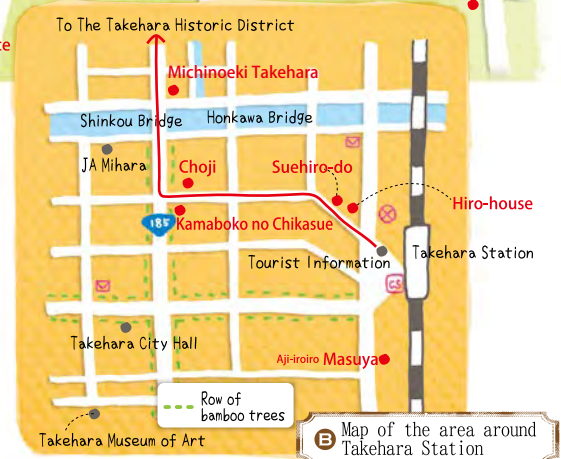 To The Takehara Historic District
ce
Michinoeki Takehara
Shinkou Bridge
Honkawa Bridge
JA Mihara
Choji
Suehiro-do
Hiro-house
185
Kamaboko no Chikasue
Takehara Station
Tourist Information
CS
Takehara City Hall
Aji-iroiro Masuya
Row of
bamboo trees
Takehara Museum of Art
B
Map of the area around
Takehara Station